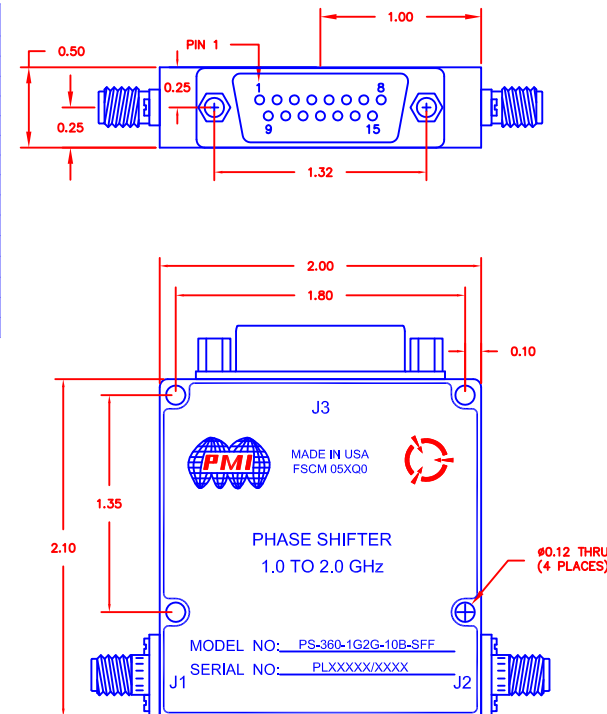 1.00
0.50
PIN 1
0.25
1
8
0.25
9
15
1.32
2.00
1.80
0.10
J3
PMI
MADE IN USA
FSCM 05XQ0
1.35
2.10
PHASE SHIFTER
1.0 TO 2.0 GHz
ø0.12 THRU
(4 PLACES)
MODEL NO: PS-360-1G2G-10B-SFF
SERIAL NO: PLXXXXX/XXXX
J1
J2